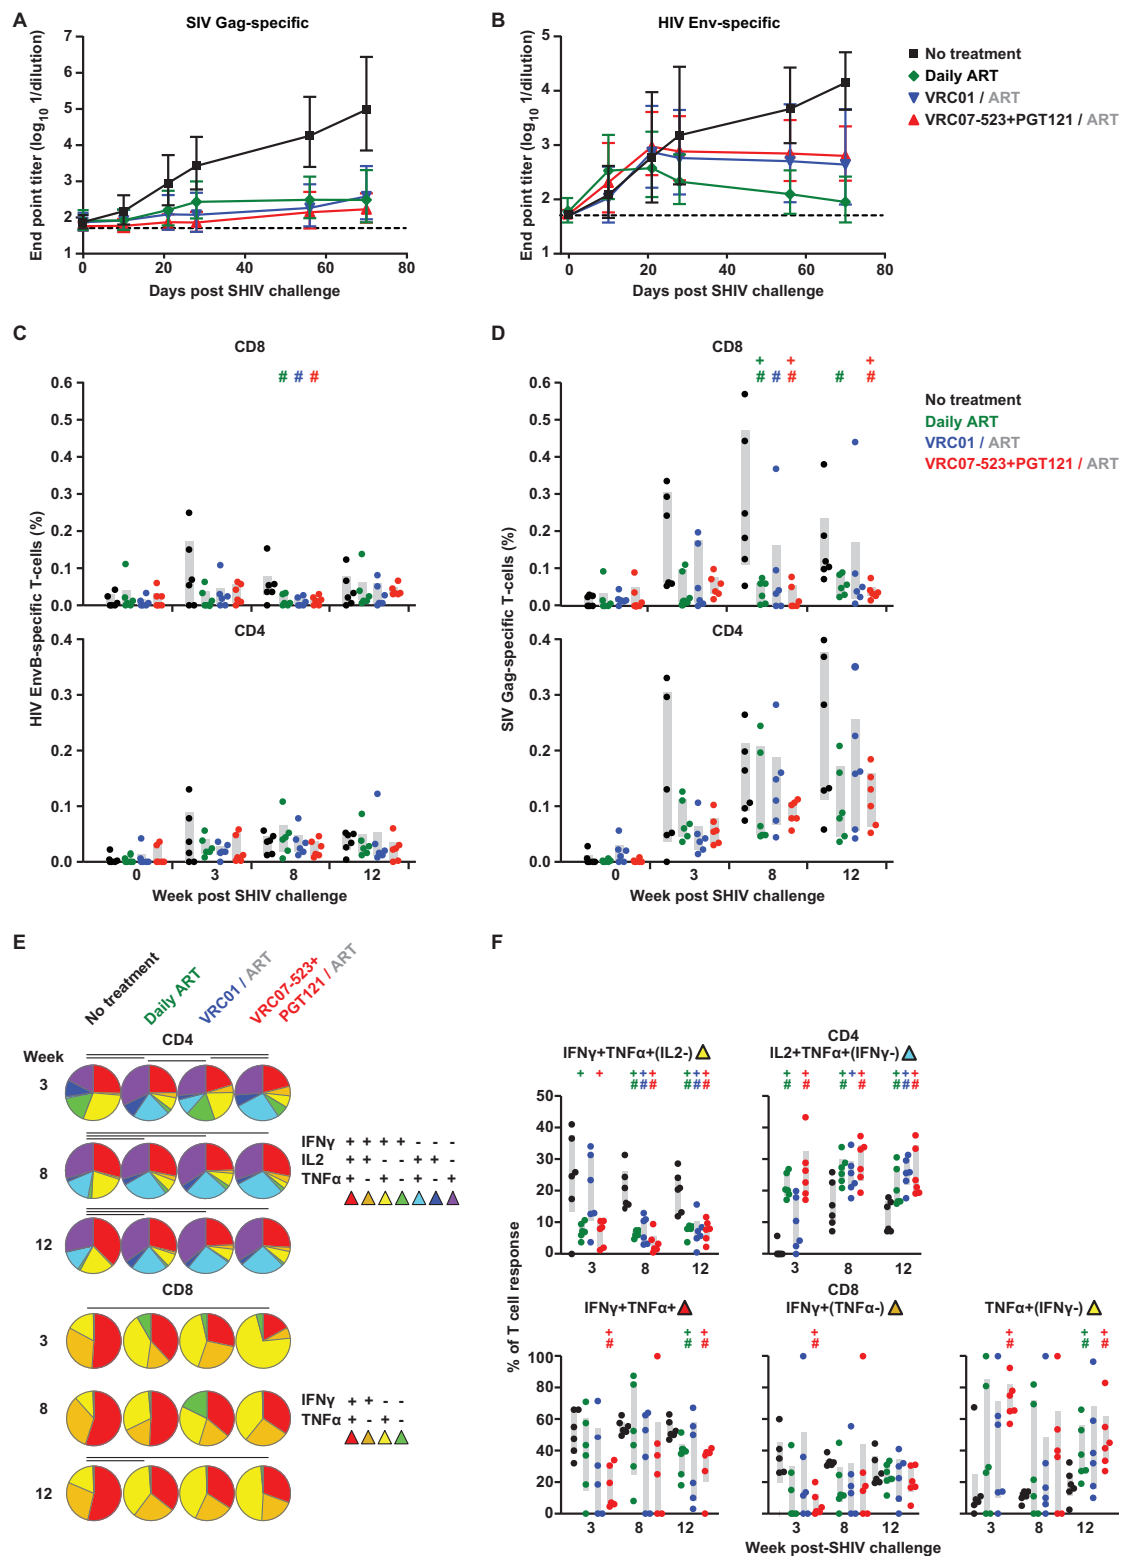 A
SIV Gag-specific
End point titer (log10 1/dilution)
7
6
5
4
3
2
1
0
20
40
60
80
Days post SHIV challenge
B
HIV Env-specific
End point titer (log10 1/dilution)
5
4
3
2
1
0
20
40
60
80
Days post SHIV challenge
No treatment
Daily ART
VRC01 / ART
VRC07-523+PGT121 / ART
C
CD8
# # #
0.6
0.5
0.4
0.3
0.2
0.1
0.0
HIV EnvB-specific T-cells (%)
CD4
0.4
0.3
0.2
0.1
0.0
0
3
8
12
Week post SHIV challenge
D
CD8
+ +
# # #
+
# #
0.6
0.5
0.4
0.3
0.2
0.1
0.0
SIV Gag-specific T-cells (%)
CD4
0.4
0.3
0.2
0.1
0.0
0
3
8
12
Week post SHIV challenge
No treatment
Daily ART
VRC01 / ART
VRC07-523+PGT121 / ART
E
No treatment
Daily ART
VRC01 / ART
VRC07-523+
PGT121 / ART
CD4
Week
3
8
12
IFNγ + + + + - - -
IL2 + + - - + + -
TNFα + - + - + - +
CD8
3
8
12
IFNγ + + - -
TNFα + - + -
F
% of T cell response
CD4
IFNγ+TNFα+(IL2-)
+ +
+ + +
# # #
+ + +
# # #
50
40
30
20
10
0
3
8
12
IL2+TNFα+(IFNγ-)
+ +
# #
+ + +
# #
+ + +
# # #
3
8
12
CD8
IFNγ+TNFα+
+
#
+ +
# #
100
80
60
40
20
0
3
8
12
IFNγ+(TNFα-)
+
#
3
8
12
TNFα+(IFNγ-)
+
#
+ +
# #
3
8
12
Week post-SHIV challenge